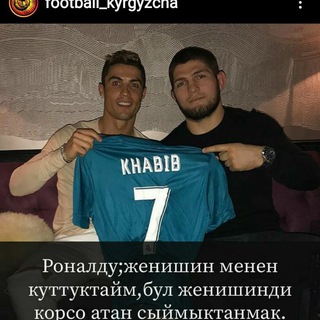 football_kyrgyzcha
KHABIB
7
Роналду;женишин менен
куттуктайм,бул женишинди
корсо атан сыймыктанмак.